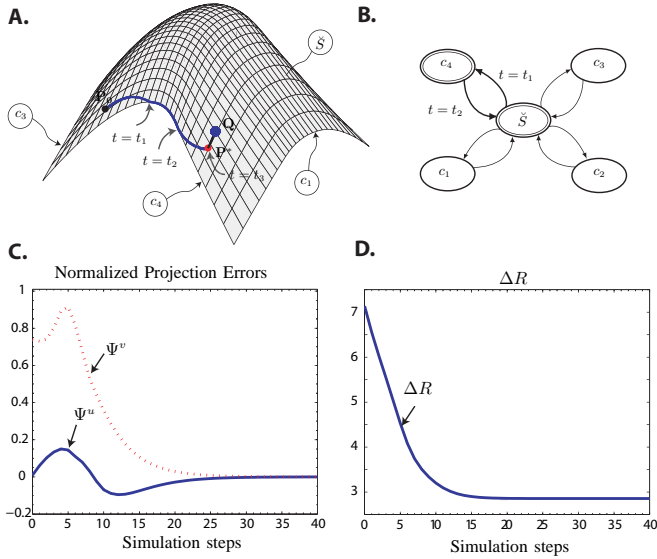 A.
Š
P₀
c₃
Q
t = t₁
P*
t = t₂
t = t₃
c₄
c₁
B.
c₄
t = t₁
c₃
t = t₂
Š
c₁
c₂
C.
Normalized Projection Errors
1
0.8
0.6
0.4
0.2
0
−0.2
Ψᵛ
Ψᵘ
0 5 10 15 20 25 30 35 40
Simulation steps
D.
ΔR
7
6
5
4
3
ΔR
0 5 10 15 20 25 30 35 40
Simulation steps